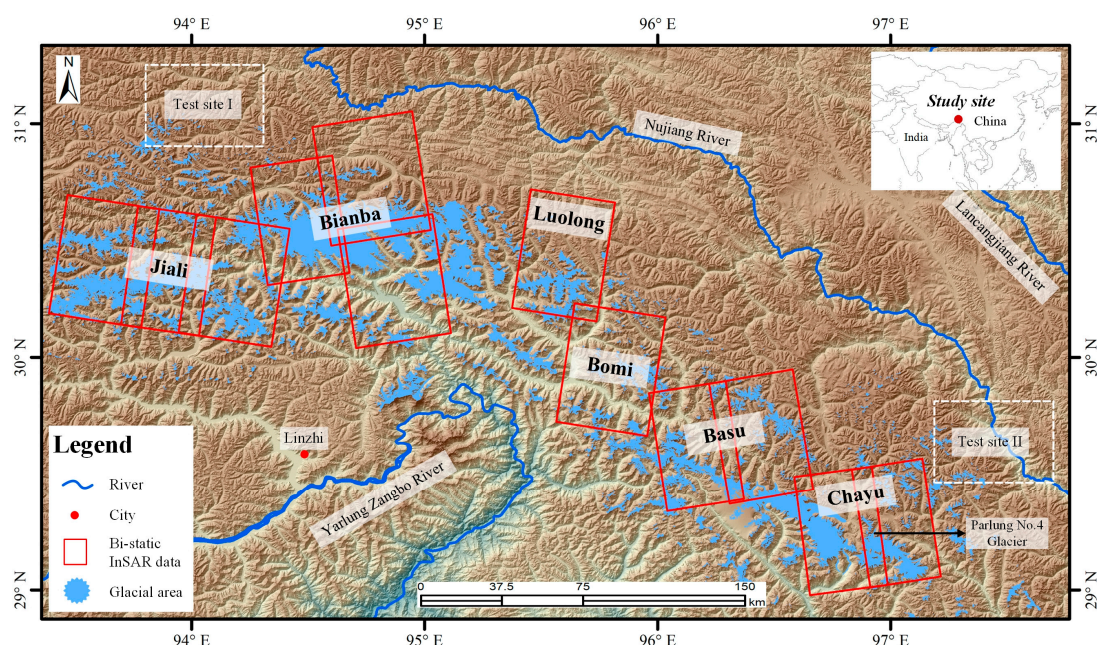 94° E
95° E
96° E
97° E
N
Test site I
31° N
31° N
Study site
China
India
Nujiang River
Lancangjiang River
Bianba
Luolong
Jiali
30° N
30° N
Bomi
Basu
Test site II
Chayu
Linzhi
Yarlung Zangbo River
Parlung No.4
Glacier
Legend
River
City
Bi-static
InSAR data
Glacial area
0
37.5
75
150
km
29° N
29° N
94° E
95° E
96° E
97° E